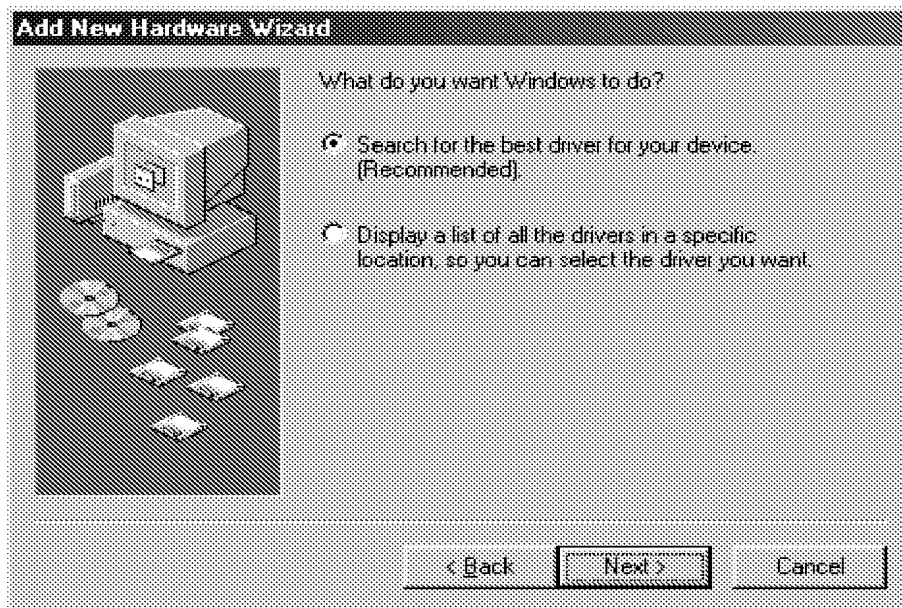 Add New Hardware Wizard
What do you want Windows to do?
Search for the best driver for your device.
(Recommended).
Display a list of all the drivers in a specific
location, so you can select the driver you want.
< Back
Next >
Cancel